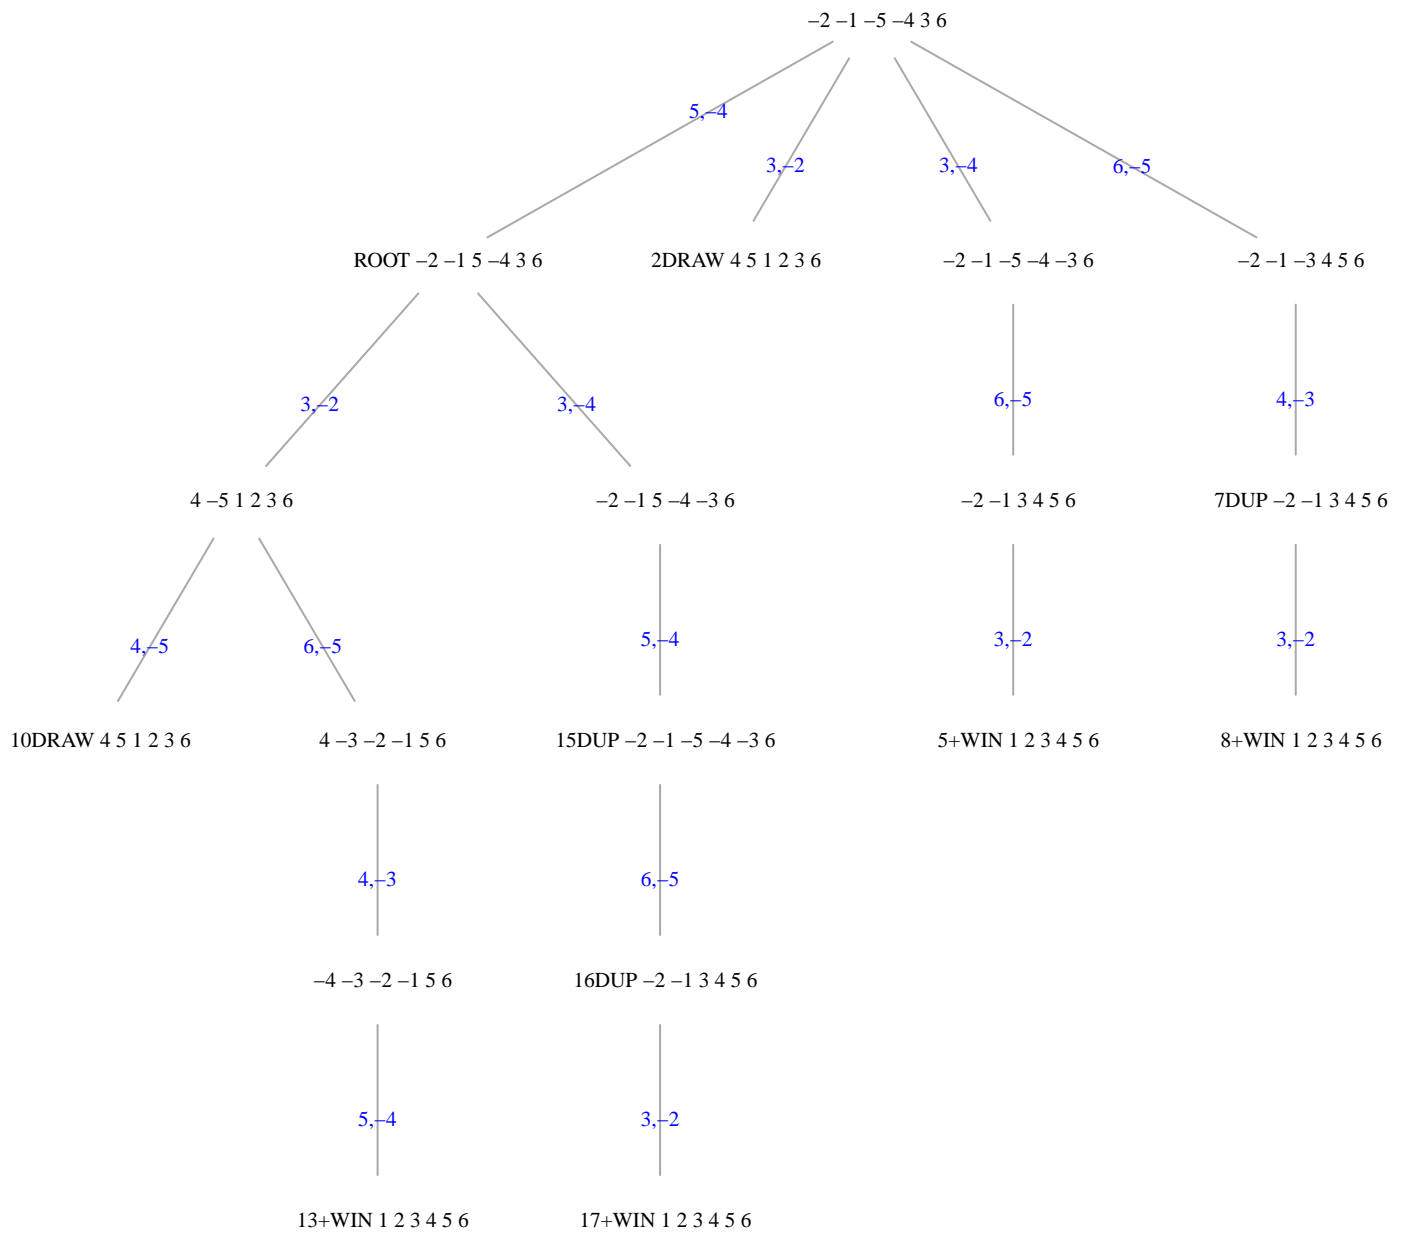 –2 –1 –5 –4 3 6
5,–4
3,–2
3,–4
6,–5
ROOT –2 –1 5 –4 3 6
2DRAW 4 5 1 2 3 6
–2 –1 –5 –4 –3 6
–2 –1 –3 4 5 6
3,–2
3,–4
6,–5
4,–3
4 –5 1 2 3 6
–2 –1 5 –4 –3 6
–2 –1 3 4 5 6
7DUP –2 –1 3 4 5 6
4,–5
6,–5
5,–4
3,–2
3,–2
10DRAW 4 5 1 2 3 6
4 –3 –2 –1 5 6
15DUP –2 –1 –5 –4 –3 6
5+WIN 1 2 3 4 5 6
8+WIN 1 2 3 4 5 6
4,–3
6,–5
–4 –3 –2 –1 5 6
16DUP –2 –1 3 4 5 6
5,–4
3,–2
13+WIN 1 2 3 4 5 6
17+WIN 1 2 3 4 5 6